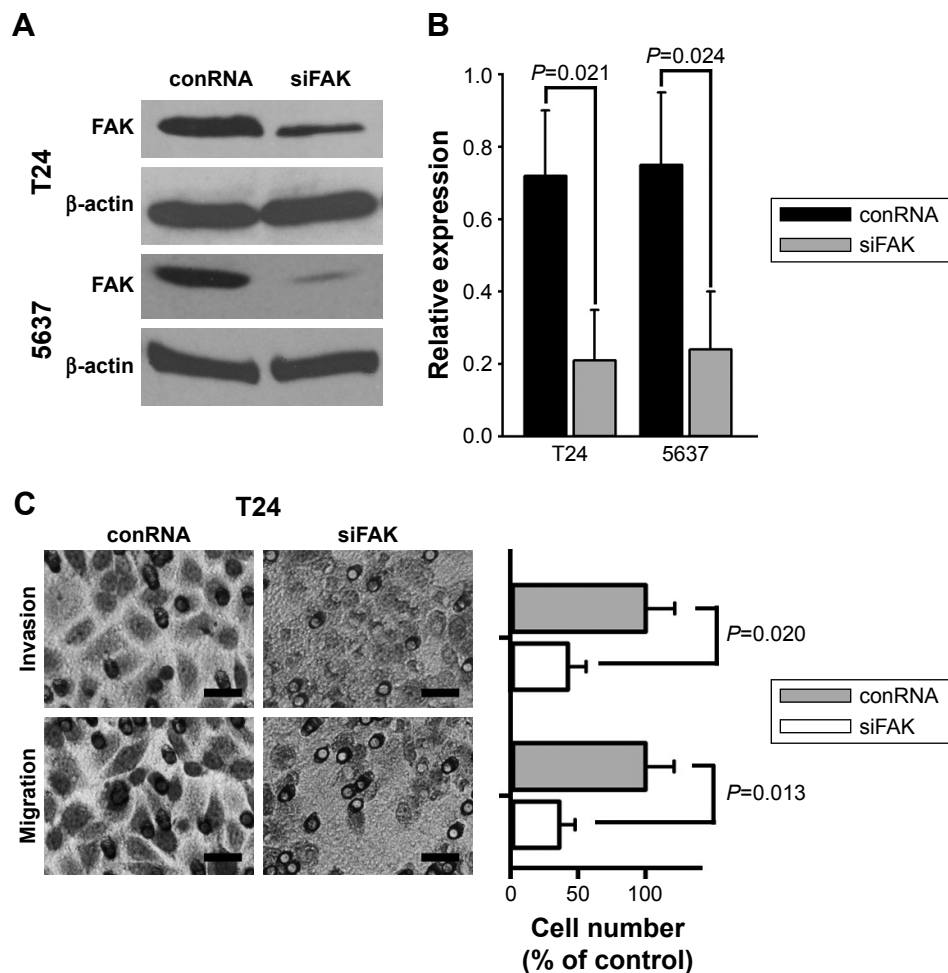 A
conRNA siFAK
T24
FAK
β-actin
5637
FAK
β-actin
B
P=0.021
P=0.024
Relative expression
1.0
0.8
0.6
0.4
0.2
0.0
T24 5637
conRNA
siFAK
C
T24
conRNA siFAK
Invasion
Migration
P=0.020
P=0.013
conRNA
siFAK
0 50 100
Cell number
(% of control)